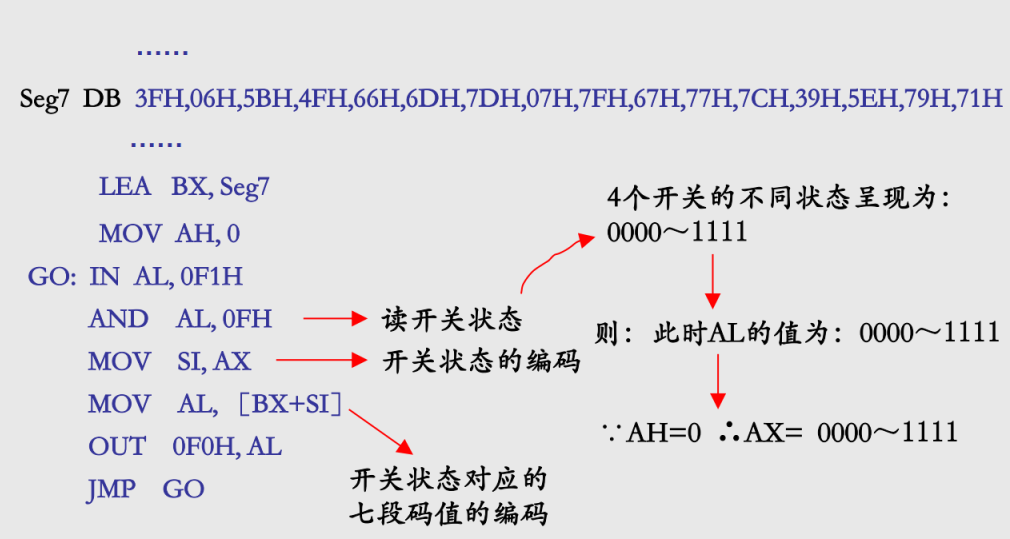 ……
Seg7 DB 3FH,06H,5BH,4FH,66H,6DH,7DH,07H,7FH,67H,77H,7CH,39H,5EH,79H,71H
……
LEA BX, Seg7
MOV AH, 0
GO: IN AL, 0F1H
AND AL, 0FH
MOV SI, AX
MOV AL, [BX+SI]
OUT 0F0H, AL
JMP GO
读开关状态
开关状态的编码
开关状态对应的
七段码值的编码
4个开关的不同状态呈现为：
0000～1111
则：此时AL的值为：0000～1111
∵AH=0 ∴AX= 0000～1111